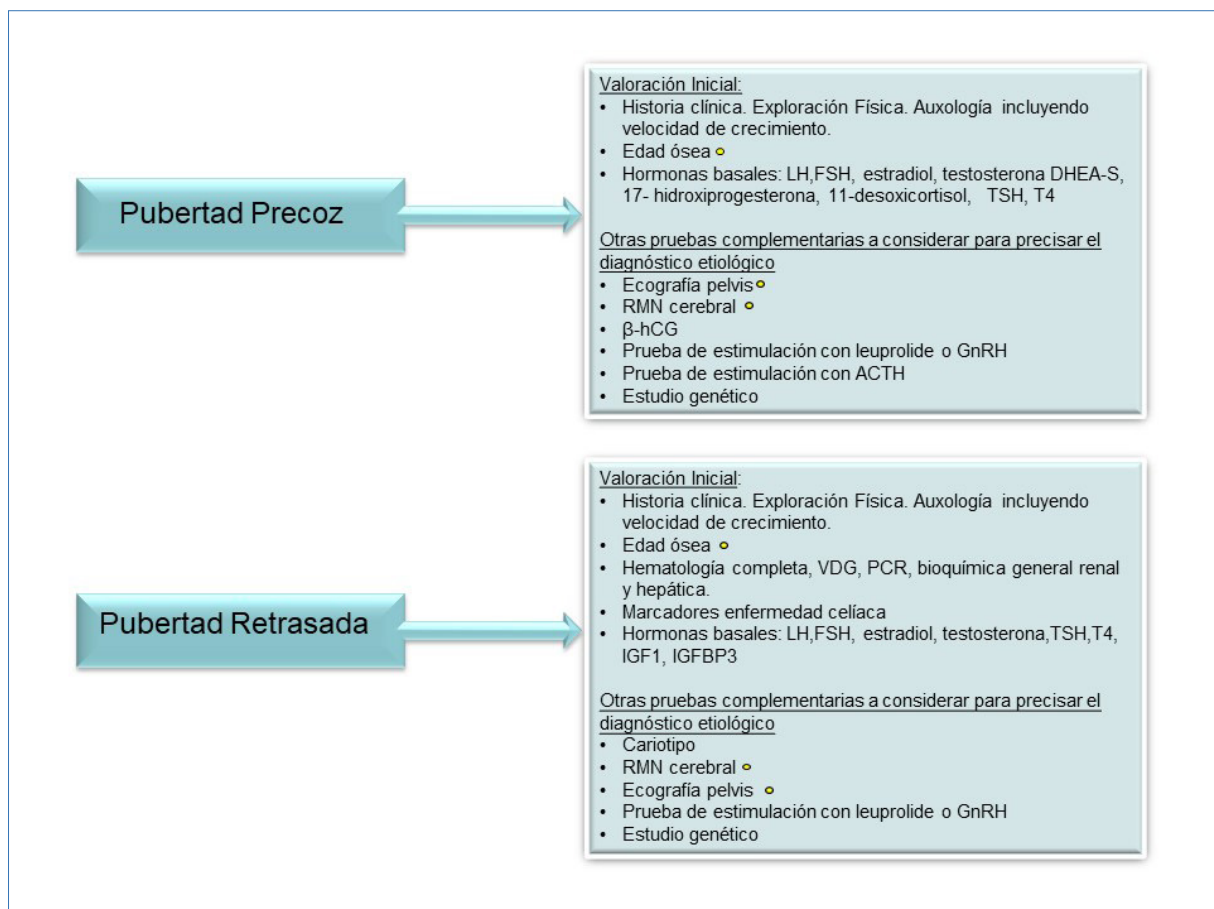 Pubertad Precoz
Valoración Inicial:
• Historia clínica. Exploración Física. Auxología incluyendo
velocidad de crecimiento.
• Edad ósea
• Hormonas basales: LH,FSH, estradiol, testosterona DHEA-S,
17- hidroxiprogesterona, 11-desoxicortisol, TSH, T4
Otras pruebas complementarias a considerar para precisar el
diagnóstico etiológico
• Ecografía pelvis
• RMN cerebral
• β-hCG
• Prueba de estimulación con leuprolide o GnRH
• Prueba de estimulación con ACTH
• Estudio genético
Pubertad Retrasada
Valoración Inicial:
• Historia clínica. Exploración Física. Auxología incluyendo
velocidad de crecimiento.
• Edad ósea
• Hematología completa, VDG, PCR, bioquímica general renal
y hepática.
• Marcadores enfermedad celíaca
• Hormonas basales: LH,FSH, estradiol, testosterona,TSH,T4,
IGF1, IGFBP3
Otras pruebas complementarias a considerar para precisar el
diagnóstico etiológico
• Cariotipo
• RMN cerebral
• Ecografía pelvis
• Prueba de estimulación con leuprolide o GnRH
• Estudio genético